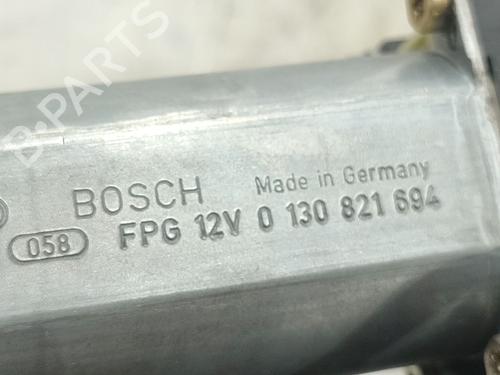 B·PARTS
BOSCH Made in Germany
058 FPG 12V 0 130 821 694